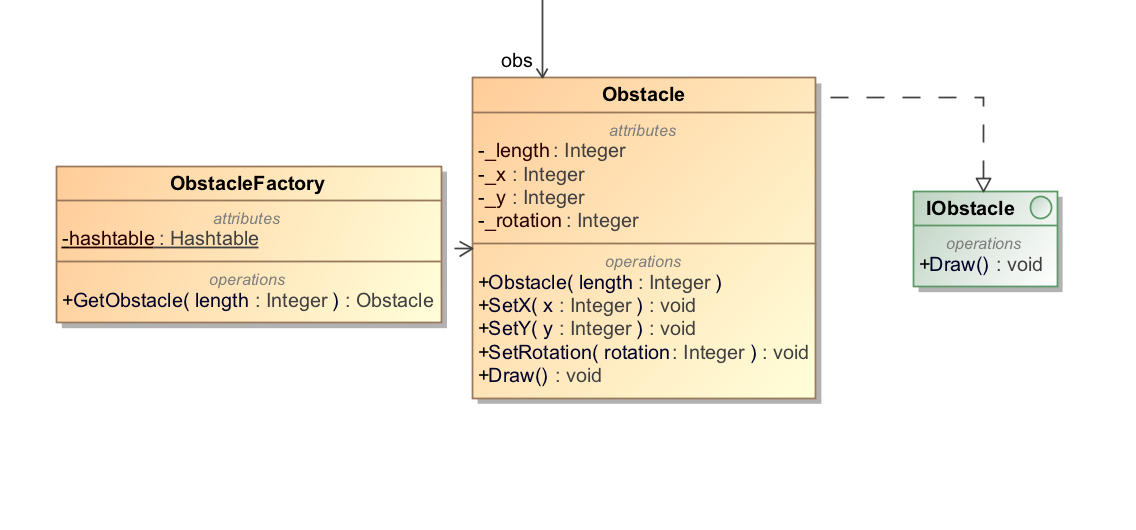 obs
Obstacle
attributes
-_length : Integer
-_x : Integer
-_y : Integer
-_rotation : Integer
operations
+Obstacle( length : Integer )
+SetX( x : Integer ) : void
+SetY( y : Integer ) : void
+SetRotation( rotation : Integer ) : void
+Draw() : void
ObstacleFactory
attributes
-hashtable : Hashtable
operations
+GetObstacle( length : Integer ) : Obstacle
IObstacle
operations
+Draw() : void